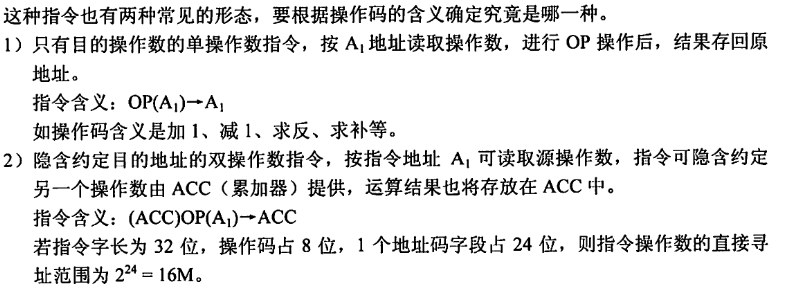 这种指令也有两种常见的形态，要根据操作码的含义确定究竟是哪一种。
1）只有目的操作数的单操作数指令，按 A₁ 地址读取操作数，进行 OP 操作后，结果存回原
地址。
指令含义：OP(A₁)→A₁
如操作码含义是加 1、减 1、求反、求补等。
2）隐含约定目的地址的双操作数指令，按指令地址 A₁ 可读取源操作数，指令可隐含约定
另一个操作数由 ACC（累加器）提供，运算结果也将存放在 ACC 中。
指令含义：(ACC)OP(A₁)→ACC
若指令字长为 32 位，操作码占 8 位，1 个地址码字段占 24 位，则指令操作数的直接寻
址范围为 2²⁴ = 16M。